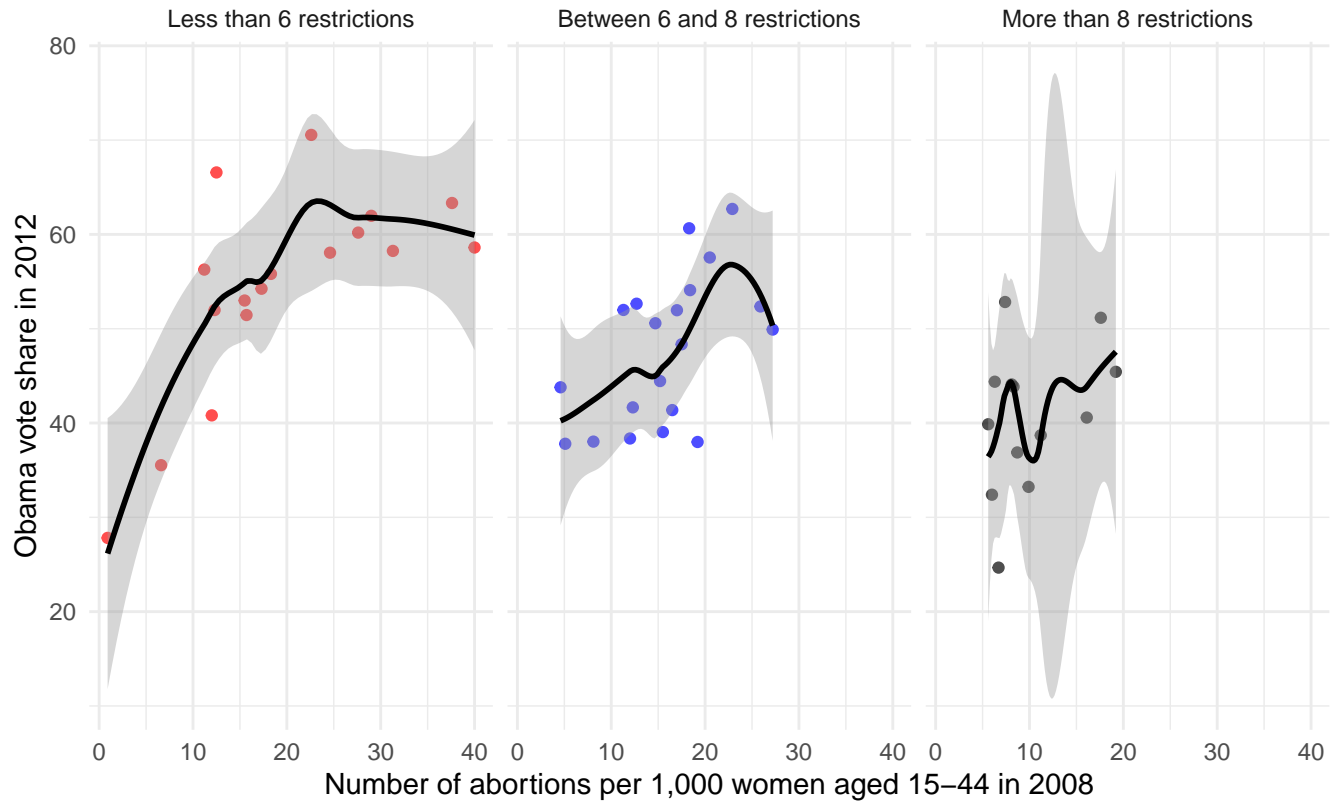 Less than 6 restrictions
Between 6 and 8 restrictions
More than 8 restrictions
Obama vote share in 2012
80
60
40
20
0 10 20 30 40
0 10 20 30 40
0 10 20 30 40
Number of abortions per 1,000 women aged 15−44 in 2008